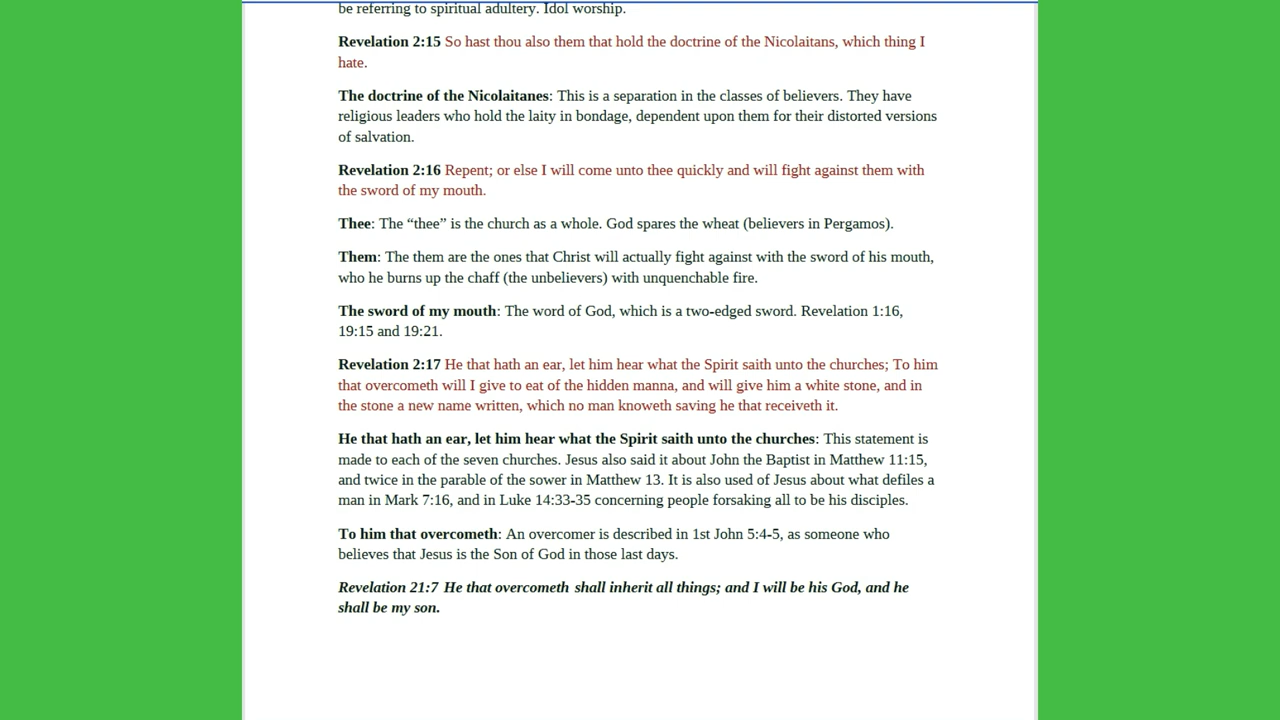 be referring to spiritual adultery. Idol worship.
Revelation 2:15 So hast thou also them that hold the doctrine of the Nicolaitans, which thing I
hate.
The doctrine of the Nicolaitanes: This is a separation in the classes of believers. They have
religious leaders who hold the laity in bondage, dependent upon them for their distorted versions
of salvation.
Revelation 2:16 Repent; or else I will come unto thee quickly and will fight against them with
the sword of my mouth.
Thee: The “thee” is the church as a whole. God spares the wheat (believers in Pergamos).
Them: The them are the ones that Christ will actually fight against with the sword of his mouth,
who he burns up the chaff (the unbelievers) with unquenchable fire.
The sword of my mouth: The word of God, which is a two-edged sword. Revelation 1:16,
19:15 and 19:21.
Revelation 2:17 He that hath an ear, let him hear what the Spirit saith unto the churches; To him
that overcometh will I give to eat of the hidden manna, and will give him a white stone, and in
the stone a new name written, which no man knoweth saving he that receiveth it.
He that hath an ear, let him hear what the Spirit saith unto the churches: This statement is
made to each of the seven churches. Jesus also said it about John the Baptist in Matthew 11:15,
and twice in the parable of the sower in Matthew 13. It is also used of Jesus about what defiles a
man in Mark 7:16, and in Luke 14:33-35 concerning people forsaking all to be his disciples.
To him that overcometh: An overcomer is described in 1st John 5:4-5, as someone who
believes that Jesus is the Son of God in those last days.
Revelation 21:7 He that overcometh shall inherit all things; and I will be his God, and he
shall be my son.